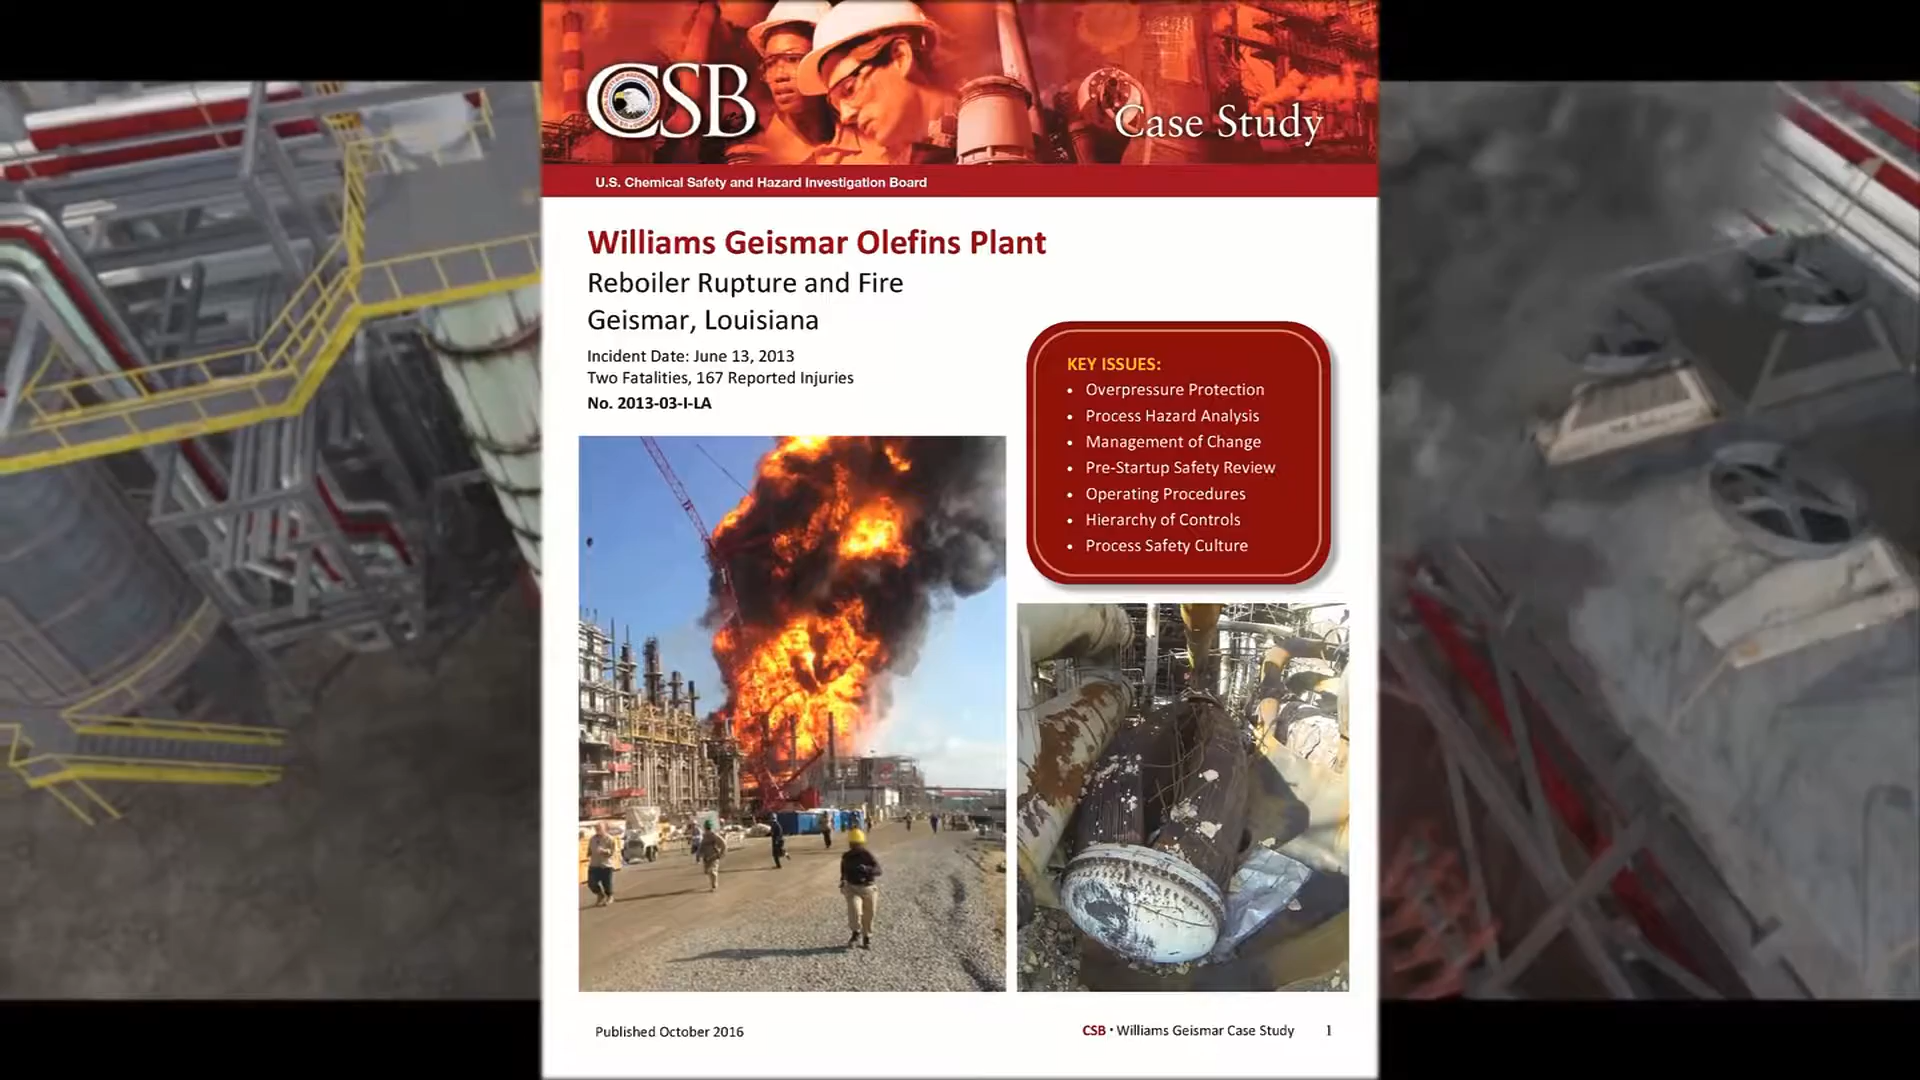 CSB
Case Study
U.S. Chemical Safety and Hazard Investigation Board
Williams Geismar Olefins Plant
Reboiler Rupture and Fire
Geismar, Louisiana
Incident Date: June 13, 2013
Two Fatalities, 167 Reported Injuries
No. 2013-03-I-LA
KEY ISSUES:
• Overpressure Protection
• Process Hazard Analysis
• Management of Change
• Pre-Startup Safety Review
• Operating Procedures
• Hierarchy of Controls
• Process Safety Culture
Published October 2016
CSB • Williams Geismar Case Study 1